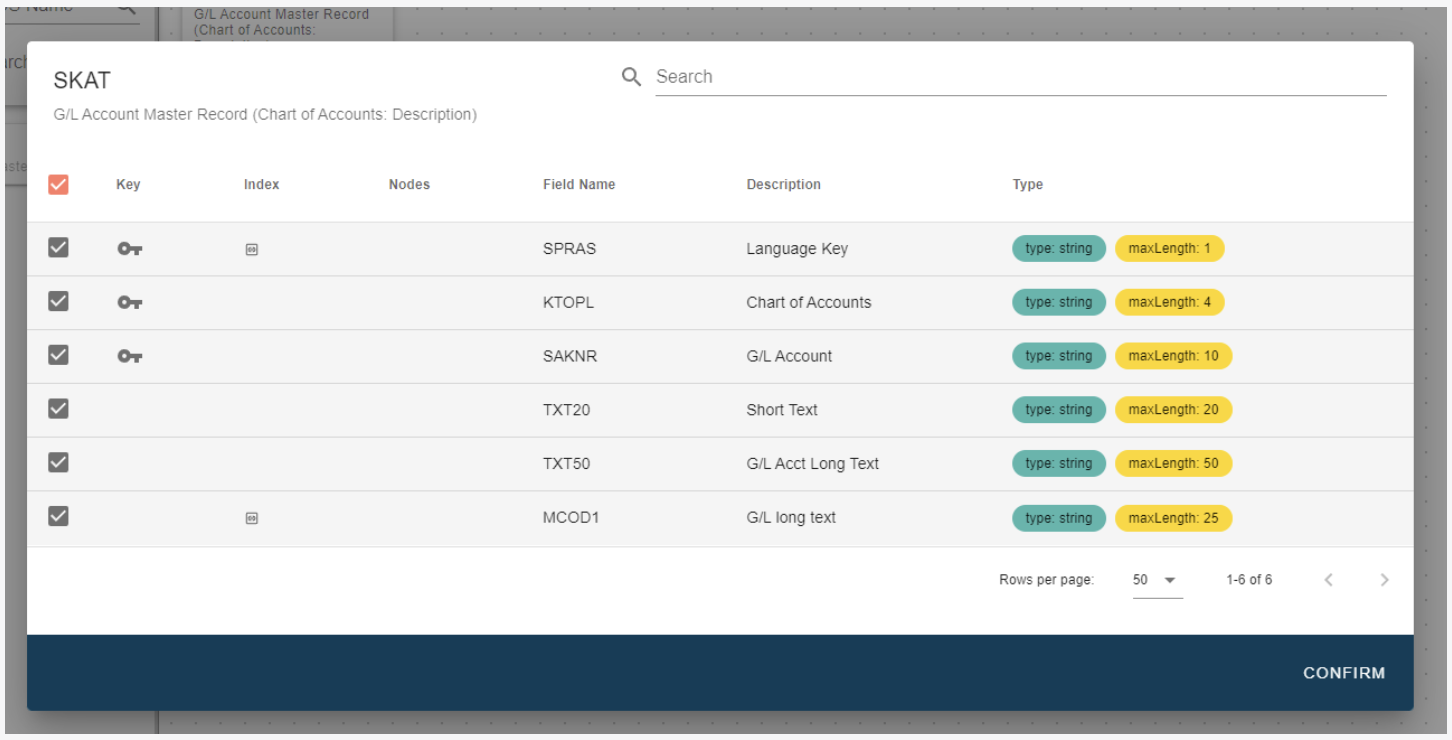 Name
G/L Account Master Record
(Chart of Accounts:
SKAT
Search
G/L Account Master Record (Chart of Accounts: Description)
Key Index Nodes Field Name Description Type
SPRAS Language Key type: string maxLength: 1
KTOPL Chart of Accounts type: string maxLength: 4
SAKNR G/L Account type: string maxLength: 10
TXT20 Short Text type: string maxLength: 20
TXT50 G/L Acct Long Text type: string maxLength: 50
MCOD1 G/L long text type: string maxLength: 25
Rows per page: 50 1-6 of 6
CONFIRM